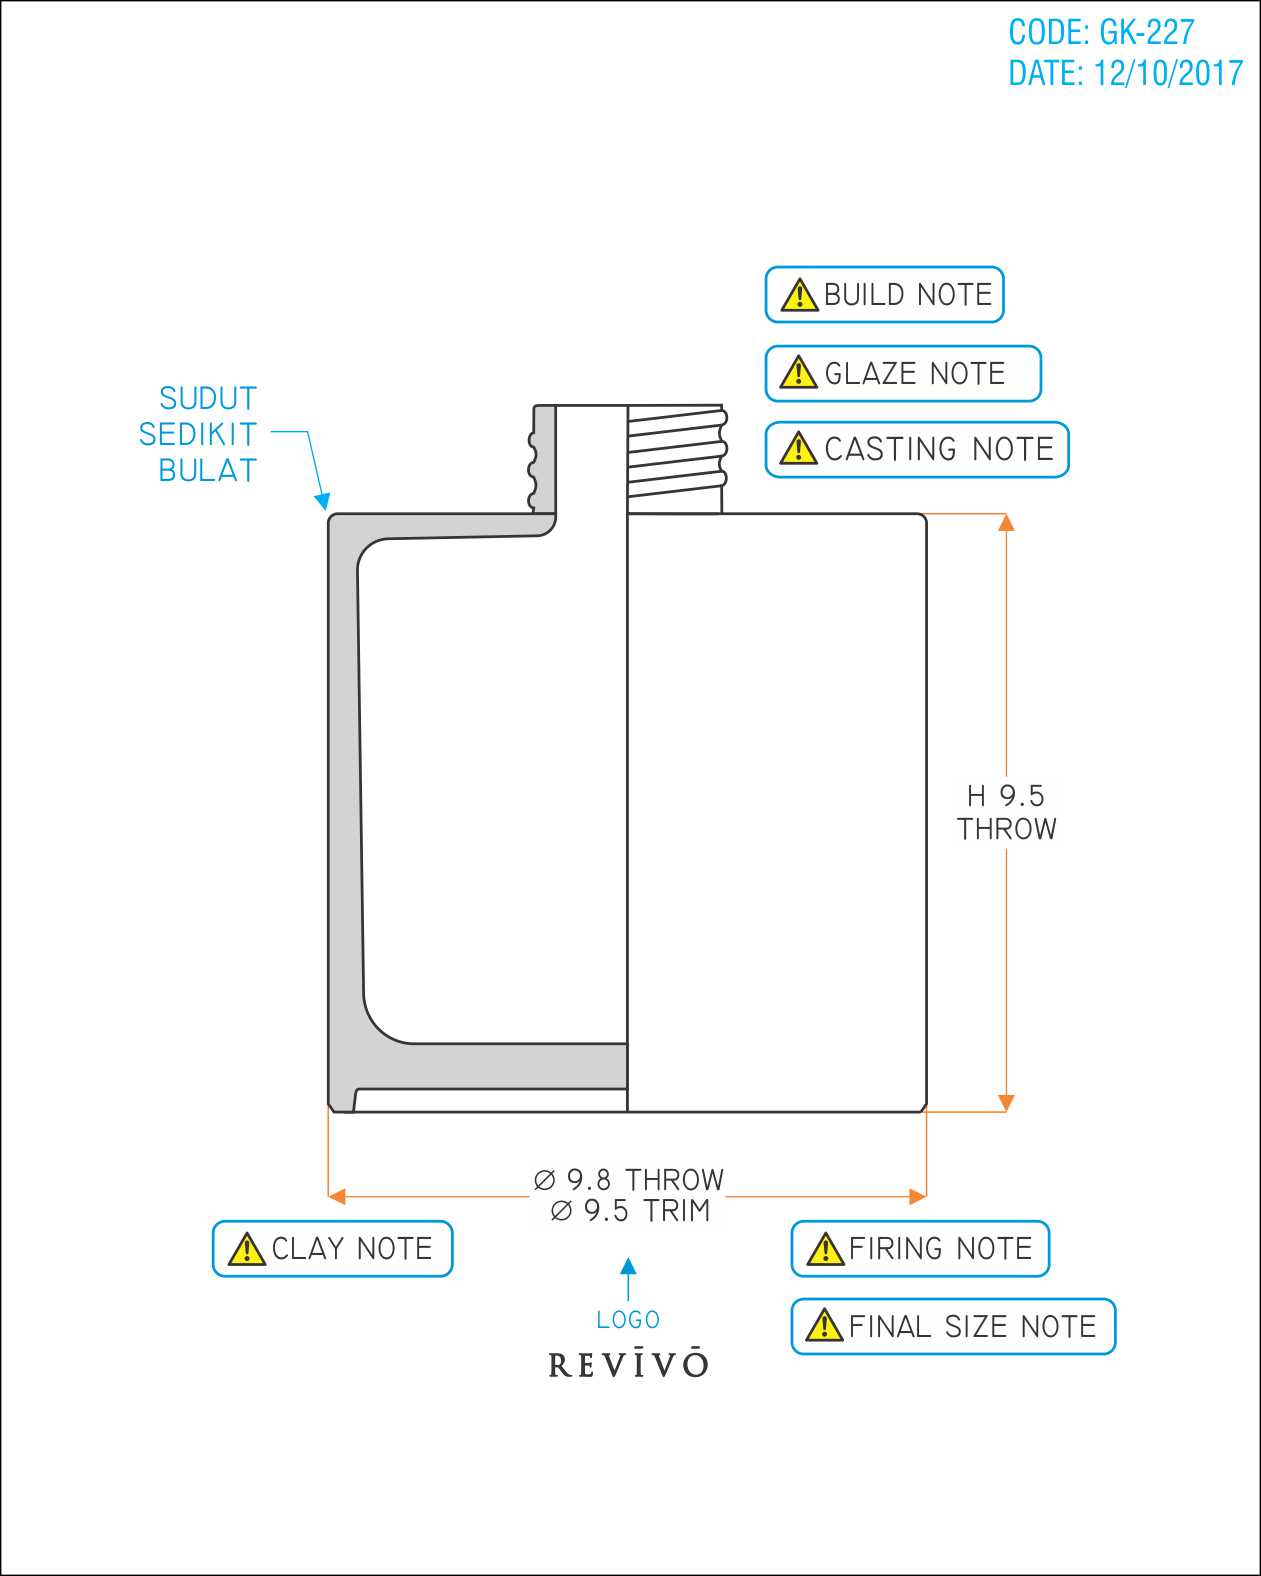 CODE: GK-227
DATE: 12/10/2017
BUILD NOTE
GLAZE NOTE
CASTING NOTE
SUDUT
SEDIKIT
BULAT
H 9.5
THROW
Ø 9.8 THROW
Ø 9.5 TRIM
CLAY NOTE
FIRING NOTE
FINAL SIZE NOTE
LOGO
REVĪVŌ